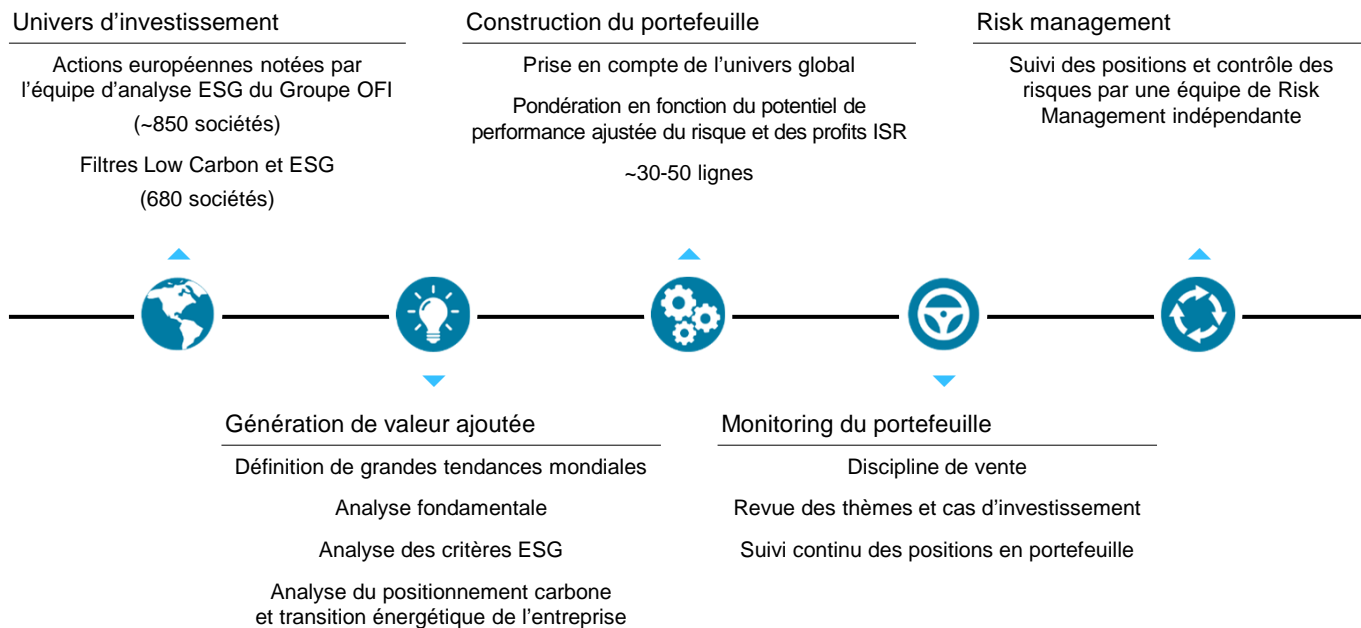 Univers d’investissement
Actions européennes notées par
l’équipe d’analyse ESG du Groupe OFI
(~850 sociétés)
Filtres Low Carbon et ESG
(680 sociétés)
Construction du portefeuille
Prise en compte de l’univers global
Pondération en fonction du potentiel de
performance ajustée du risque et des profits ISR
~30-50 lignes
Risk management
Suivi des positions et contrôle des
risques par une équipe de Risk
Management indépendante
Génération de valeur ajoutée
Définition de grandes tendances mondiales
Analyse fondamentale
Analyse des critères ESG
Analyse du positionnement carbone
et transition énergétique de l’entreprise
Monitoring du portefeuille
Discipline de vente
Revue des thèmes et cas d’investissement
Suivi continu des positions en portefeuille